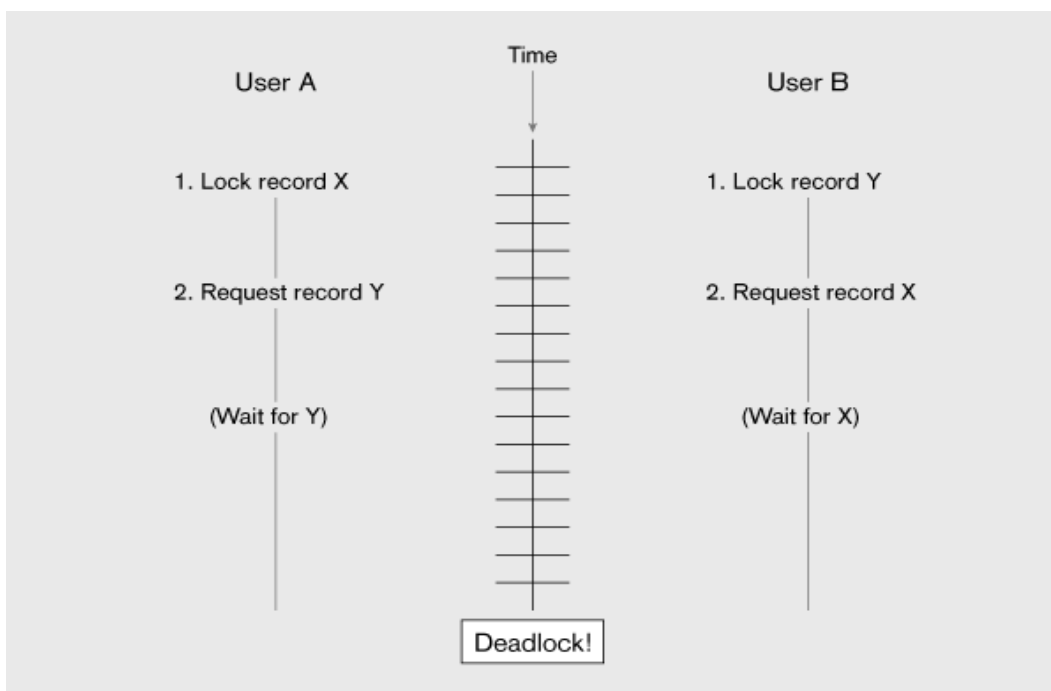 Time
User A
User B
1. Lock record X
1. Lock record Y
2. Request record Y
2. Request record X
(Wait for Y)
(Wait for X)
Deadlock!